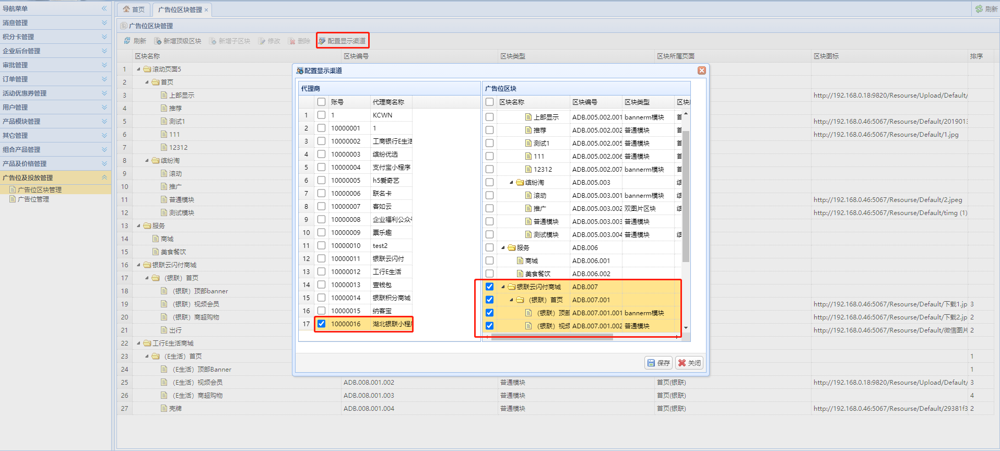 导航菜单
消息管理
积分卡管理
企业后台管理
审批管理
订单管理
活动优惠券管理
用户管理
产品模块管理
其它管理
组合产品管理
产品及价格管理
广告位及投放管理
广告位区块管理
广告位管理
首页
广告位区块管理
刷新
广告位区块管理
刷新 新增顶级区块 新增子区块 修改 删除 配置显示渠道
区块名称 区块编号 区块类型 区块所属页面 区块图标 排序
1 滚动页面5
2 首页
3 上部显示 http://192.168.0.18:9820/Resourse/Upload/Default/
4 推荐
5 测试1 http://192.168.0.46:5067/Resourse/Default/2019013
6 111 http://192.168.0.46:5067/Resourse/Default/1.jpg
7 12312
8 缤纷淘
9 滚动
10 推广
11 普通模块 http://192.168.0.46:5067/Resourse/Default/2.jpeg
12 测试模块 http://192.168.0.46:5067/Resourse/Default/timg (1)
13 服务
14 商城
15 美食餐饮
16 银联云闪付商城
17 （银联）首页
18 （银联）顶部banner
19 （银联）视频会员 http://192.168.0.46:5067/Resourse/Default/下载1.jp 3
20 （银联）商超购物 http://192.168.0.46:5067/Resourse/Default/下载2.jp 2
21 出行 http://192.168.0.46:5067/Resourse/Default/微信图片 2
22 工行E生活商城
23 （E生活）首页 1
24 （E生活）顶部Banner 1
25 （E生活）视频会员 ADB.008.001.002 普通模块 首页(银联) http://192.168.0.18:9820/Resourse/Upload/Default/ 3
26 （E生活）商超购物 ADB.008.001.003 普通模块 首页(银联) 4
27 壳牌 ADB.008.001.004 普通模块 首页(银联) http://192.168.0.46:5067/Resourse/Default/29381f3 2
配置显示渠道
代理商
账号 代理商名称
1 1 KCWN
2 10000001 1
3 10000002 工商银行E生活
4 10000003 缤纷优选
5 10000004 支付宝小程序
6 10000005 h5爱奇艺
7 10000006 联名卡
8 10000007 客如云
9 10000008 企业福利公众
10 10000009 票乐趣
11 10000010 test2
12 10000011 银联云闪付
13 10000012 工行E生活
14 10000013 壹钱包
15 10000014 银联积分商城
16 10000015 纳客宝
17 10000016 湖北银联小程
广告位区块
区块名称 区块编号 区块类型 区块
上部显示 ADB.005.002.001 bannerm模块
推荐 ADB.005.002.002 普通模块
测试1 ADB.005.002.005 普通模块
111 ADB.005.002.006 普通模块
12312 ADB.005.002.007 bannerm模块
缤纷淘 ADB.005.003
滚动 ADB.005.003.001 bannerm模块
推广 ADB.005.003.002 双图片区块
普通模块 ADB.005.003.003 普通模块
测试模块 ADB.005.003.004 普通模块
服务 ADB.006
商城 ADB.006.001
美食餐饮 ADB.006.002
银联云闪付商城 ADB.007
（银联）首页 ADB.007.001
（银联）顶部 ADB.007.001.001 bannerm模块
（银联）视频 ADB.007.001.002 普通模块
保存 关闭